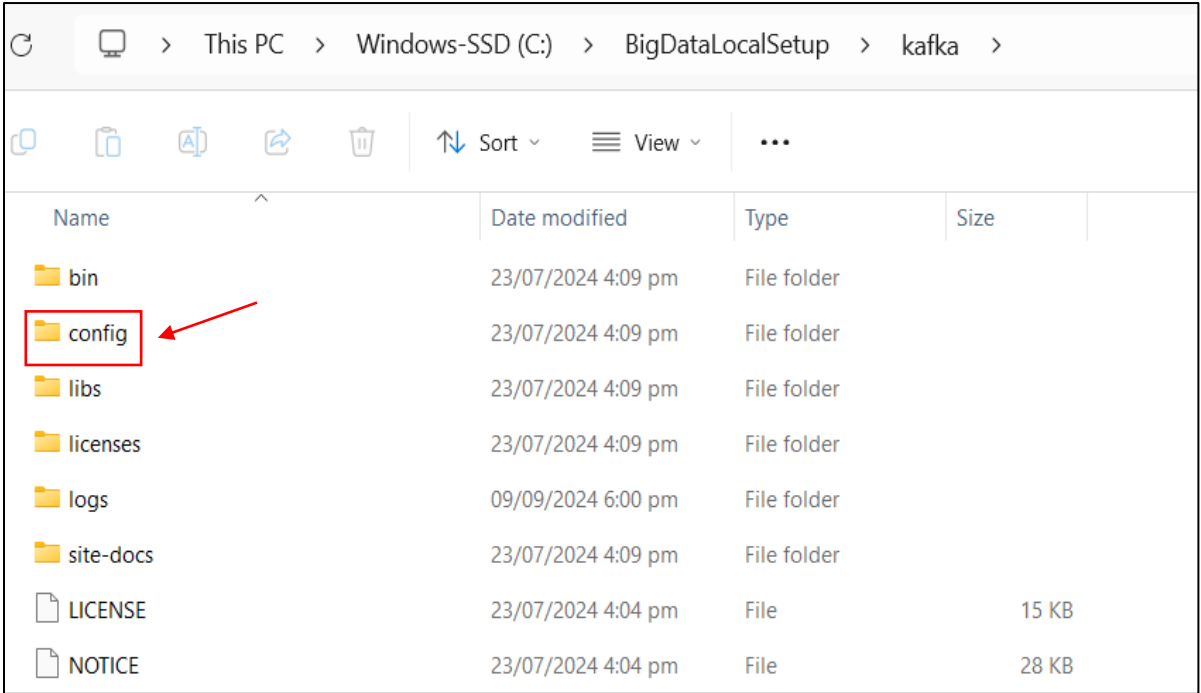 This PC > Windows-SSD (C:) > BigDataLocalSetup > kafka >
Sort View
Name Date modified Type Size
bin 23/07/2024 4:09 pm File folder
config 23/07/2024 4:09 pm File folder
libs 23/07/2024 4:09 pm File folder
licenses 23/07/2024 4:09 pm File folder
logs 09/09/2024 6:00 pm File folder
site-docs 23/07/2024 4:09 pm File folder
LICENSE 23/07/2024 4:04 pm File 15 KB
NOTICE 23/07/2024 4:04 pm File 28 KB